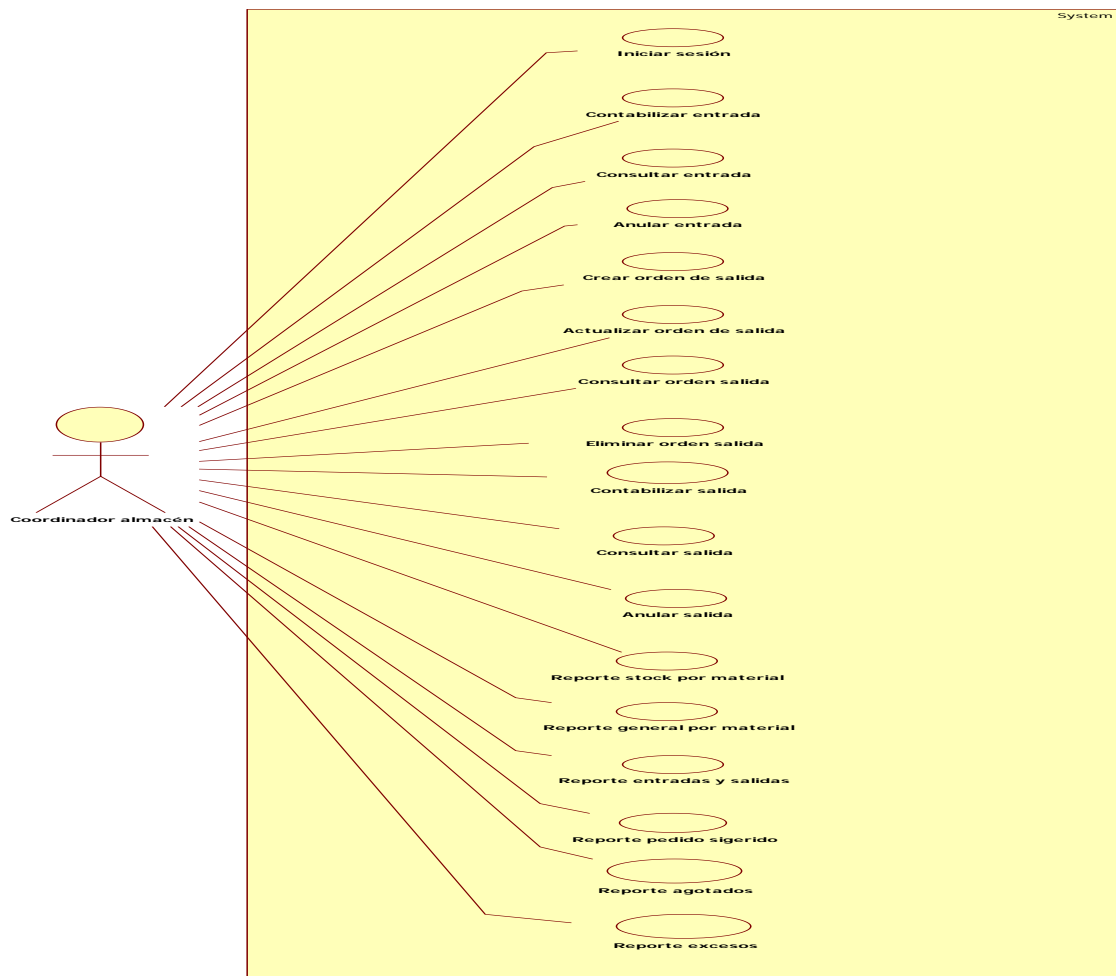 System
Iniciar sesión
Contabilizar entrada
Consultar entrada
Anular entrada
Crear orden de salida
Actualizar orden de salida
Consultar orden salida
Eliminar orden salida
Contabilizar salida
Coordinador almacén
Consultar salida
Anular salida
Reporte stock por material
Reporte general por material
Reporte entradas y salidas
Reporte pedido sigerido
Reporte agotados
Reporte excesos